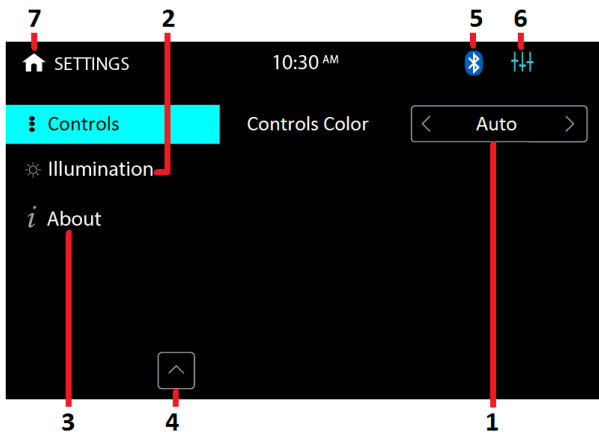 7 2 5 6
SETTINGS 10:30 AM
Controls Controls Color Auto
Illumination
i About
3 4 1